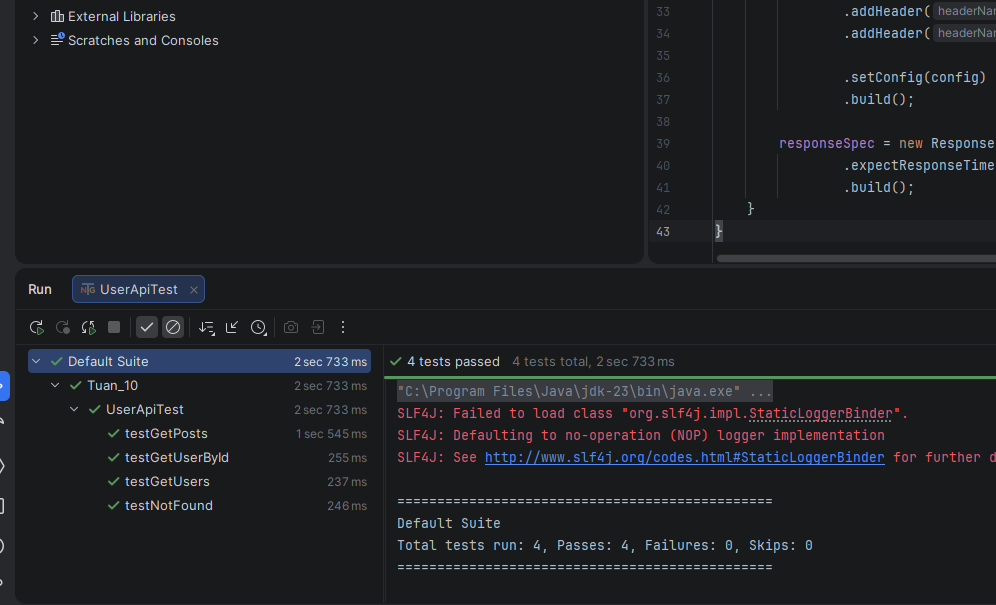 External Libraries
Scratches and Consoles
33 .addHeader( headerNar
34 .addHeader( headerNar
35
36 .setConfig(config)
37 .build();
38
39 responseSpec = new Response
40 .expectResponseTime
41 .build();
42 }
43 }
Run UserApiTest
Default Suite 2 sec 733 ms
Tuan_10 2 sec 733 ms
UserApiTest 2 sec 733 ms
testGetPosts 1 sec 545 ms
testGetUserById 255 ms
testGetUsers 237 ms
testNotFound 246 ms
4 tests passed 4 tests total, 2 sec 733 ms
"C:\Program Files\Java\jdk-23\bin\java.exe" ...
SLF4J: Failed to load class "org.slf4j.impl.StaticLoggerBinder".
SLF4J: Defaulting to no-operation (NOP) logger implementation
SLF4J: See http://www.slf4j.org/codes.html#StaticLoggerBinder for further d
===============================================
Default Suite
Total tests run: 4, Passes: 4, Failures: 0, Skips: 0
===============================================